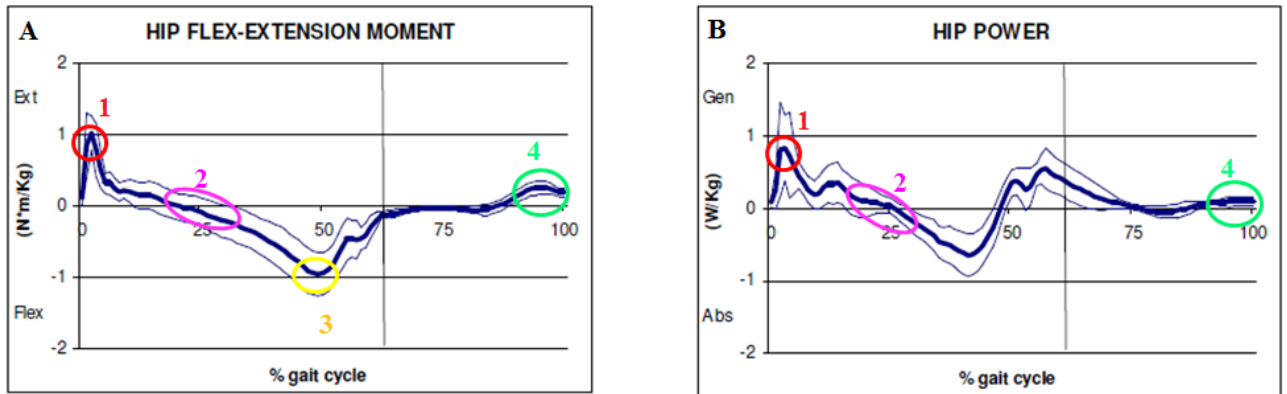 A
HIP FLEX-EXTENSION MOMENT
2
Ext
1
1
2
4
(N*m/Kg)
0
0
25
50
75
100
-1
3
Flex
-2
% gait cycle
B
HIP POWER
2
Gen
1
1
2
4
(W/Kg)
0
0
25
50
75
100
-1
Abs
-2
% gait cycle